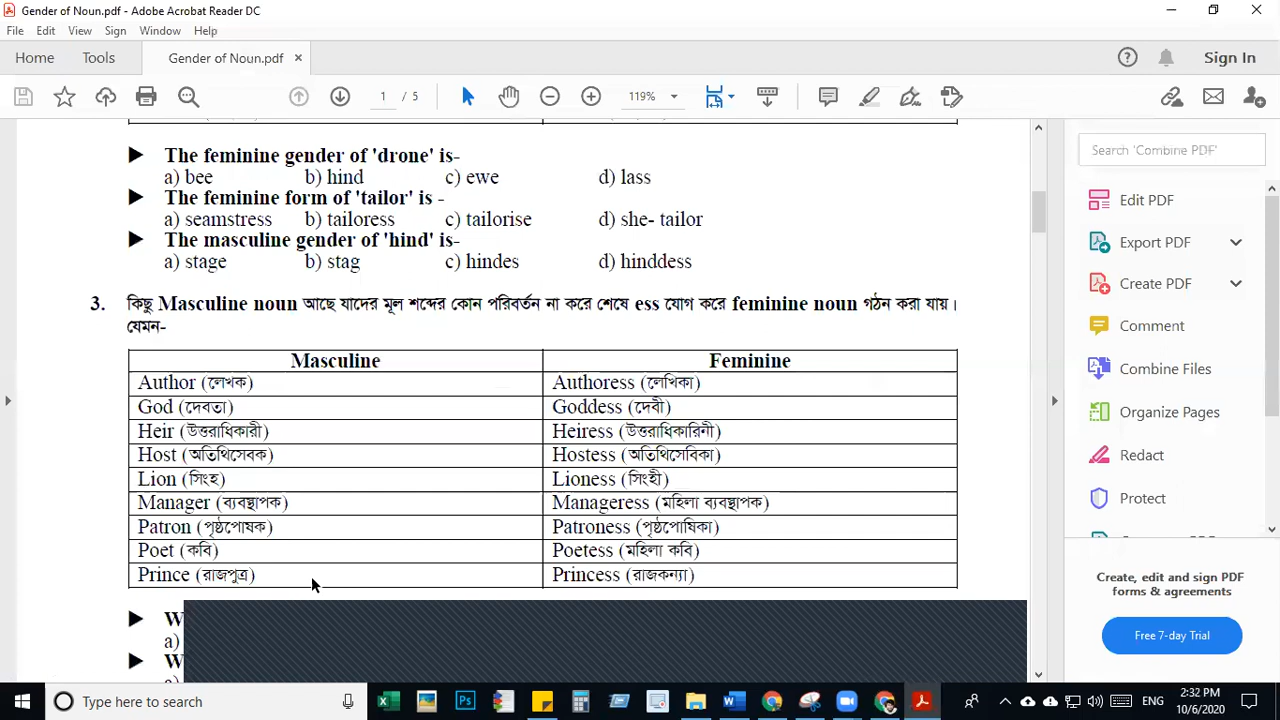 Gender of Noun.pdf - Adobe Acrobat Reader DC
File Edit View Sign Window Help
Home Tools Gender of Noun.pdf × Sign In
1 / 5 119%
The feminine gender of 'drone' is-
a) bee b) hind c) ewe d) lass
The feminine form of 'tailor' is -
a) seamstress b) tailoress c) tailorise d) she- tailor
The masculine gender of 'hind' is-
a) stage b) stag c) hindes d) hinddess
3. কিছু Masculine noun আছে যাদের মূল শব্দের কোন পরিবর্তন না করে শেষে ess যোগ করে feminine noun গঠন করা যায়।
যেমন-
Masculine Feminine
Author (লেখক) Authoress (লেখিকা)
God (দেবতা) Goddess (দেবী)
Heir (উত্তরাধিকারী) Heiress (উত্তরাধিকারিনী)
Host (অতিথিসেবক) Hostess (অতিথিসেবিকা)
Lion (সিংহ) Lioness (সিংহী)
Manager (ব্যবস্থাপক) Manageress (মহিলা ব্যবস্থাপক)
Patron (পৃষ্ঠপোষক) Patroness (পৃষ্ঠপোষিকা)
Poet (কবি) Poetess (মহিলা কবি)
Prince (রাজপুত্র) Princess (রাজকন্যা)
W
a)
W
Search 'Combine PDF'
Edit PDF
Export PDF
Create PDF
Comment
Combine Files
Organize Pages
Redact
Protect
Create, edit and sign PDF
forms & agreements
Free 7-day Trial
Type here to search
ENG
2:32 PM
10/6/2020